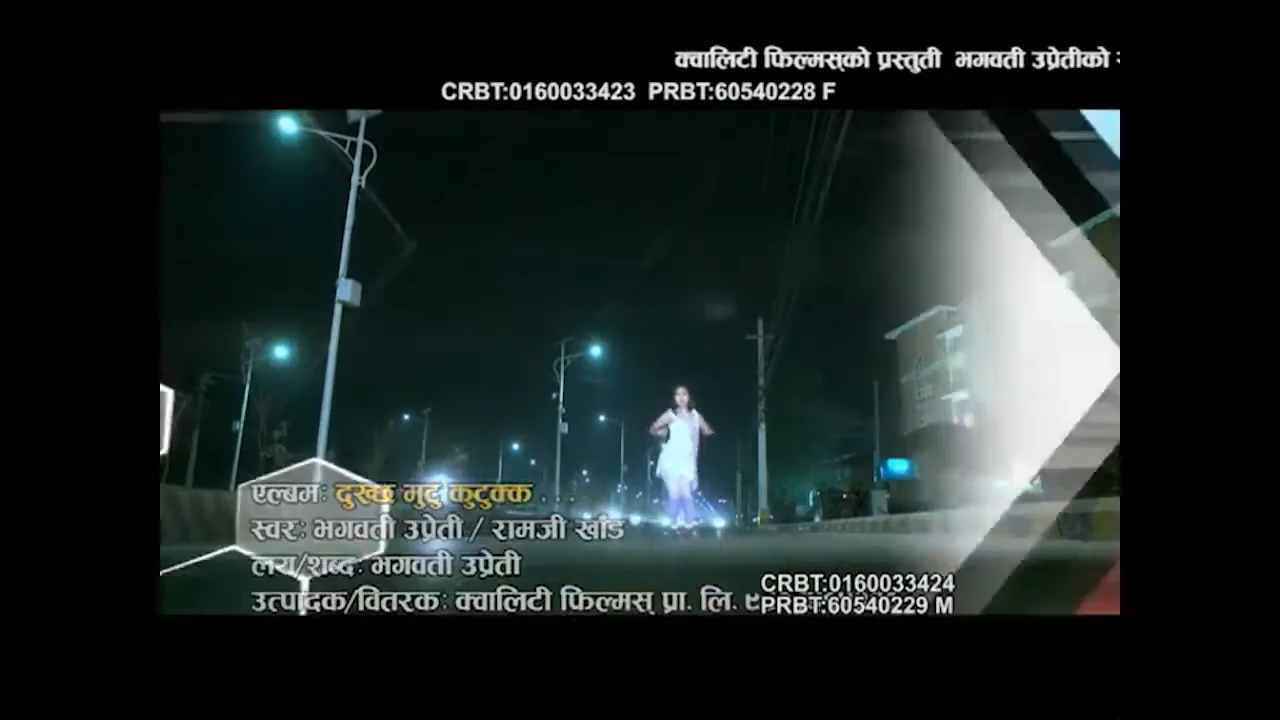 क्वालिटी फिल्मस्को प्रस्तुती भगवती उप्रेतीको
CRBT:0160033423 PRBT:60540228 F
एल्बमः दुख्छ मुटु कुटुक्क . . .
स्वरः भगवती उप्रेती / रामजी खाँड
लय/शब्दः भगवती उप्रेती
उत्पादक/वितरकः क्वालिटी फिल्मस् प्रा. लि.
CRBT:0160033424
PRBT:60540229 M